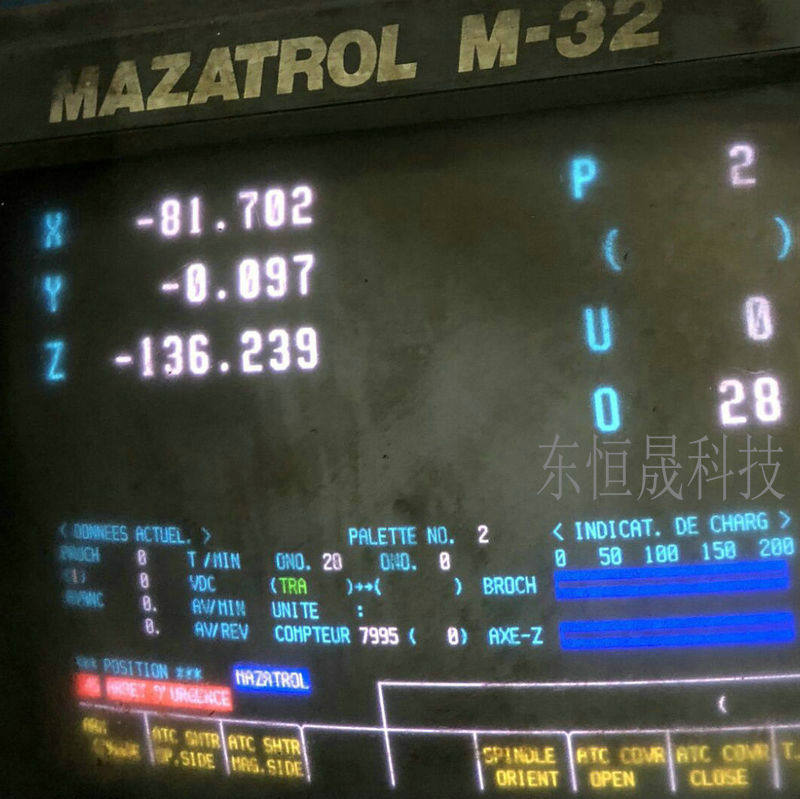 MAZATROL M-32
X -81.702
P 2
Y -0.097
( )
Z -136.239
U 0
O 28
东恒晟科技
< DONNEES ACTUEL. > PALETTE NO. 2 < INDICAT. DE CHARG >
0 T/MIN ONO. 20 ONO. 0 0 50 100 150 200
0 VDC (TRA )↔( ) BROCH
AVANC 0. AV/MIN UNITE :
0. AV/REV COMPTEUR 7995 ( 0) AXE-Z
*** POSITION *** MAZATROL
ARRET D'URGENCE
(
ATC SHTR SP.SIDE
ATC SHTR MAG.SIDE
SPINDLE ORIENT
ATC COVR OPEN
ATC COVR CLOSE
T.